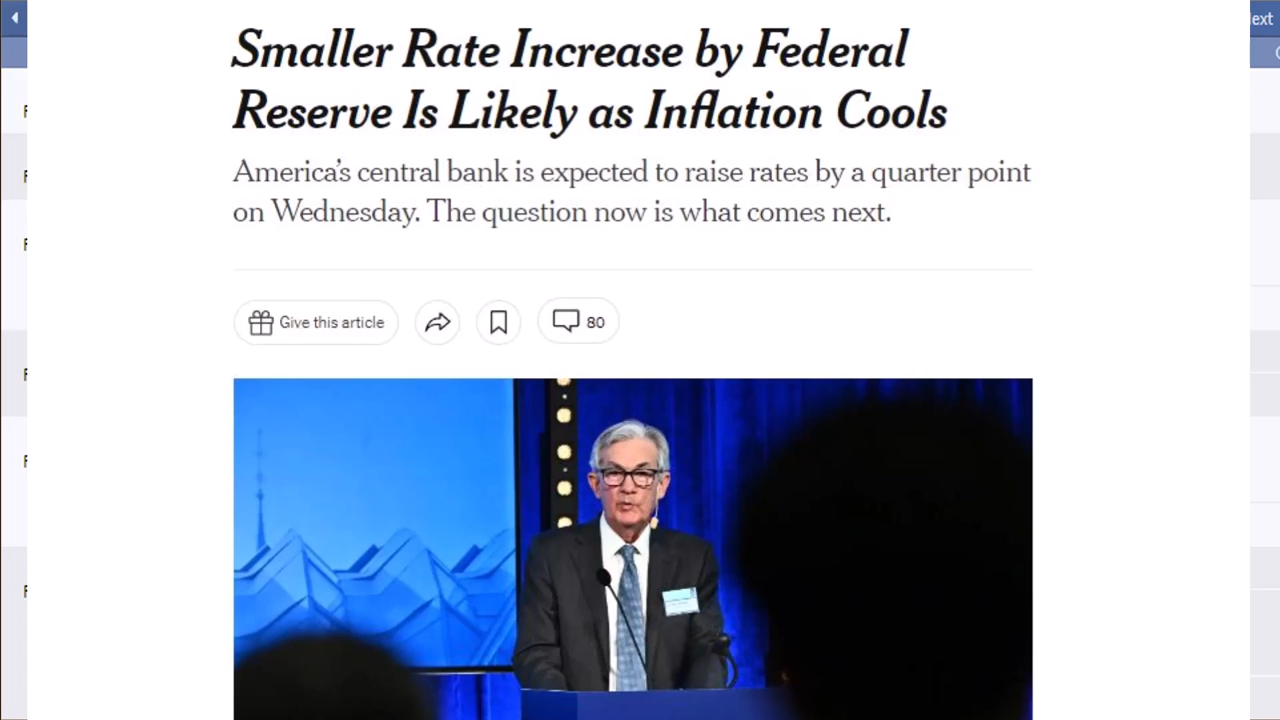 Smaller Rate Increase by Federal
Reserve Is Likely as Inflation Cools
America’s central bank is expected to raise rates by a quarter point
on Wednesday. The question now is what comes next.
Give this article
80